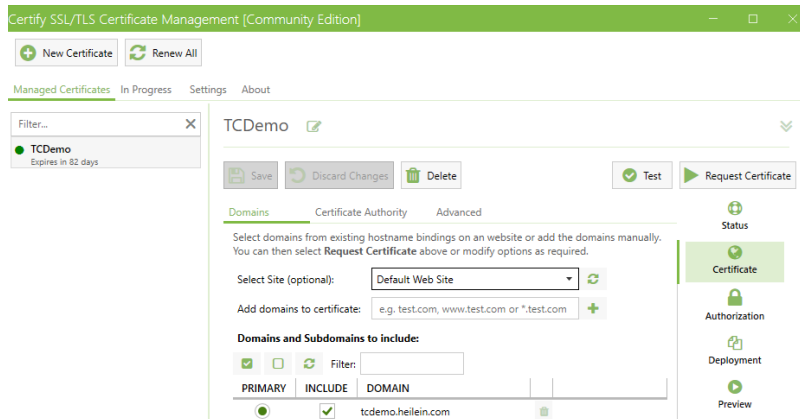 Certify SSL/TLS Certificate Management [Community Edition]
New Certificate Renew All
Managed Certificates In Progress Settings About
Filter...
TCDemo
Expires in 82 days
TCDemo
Save Discard Changes Delete Test Request Certificate
Domains Certificate Authority Advanced
Select domains from existing hostname bindings on an website or add the domains manually.
You can then select Request Certificate above or modify options as required.
Select Site (optional): Default Web Site
Add domains to certificate: e.g. test.com, www.test.com or *.test.com
Domains and Subdomains to include:
Filter:
PRIMARY INCLUDE DOMAIN
tcdemo.heilein.com
Status
Certificate
Authorization
Deployment
Preview